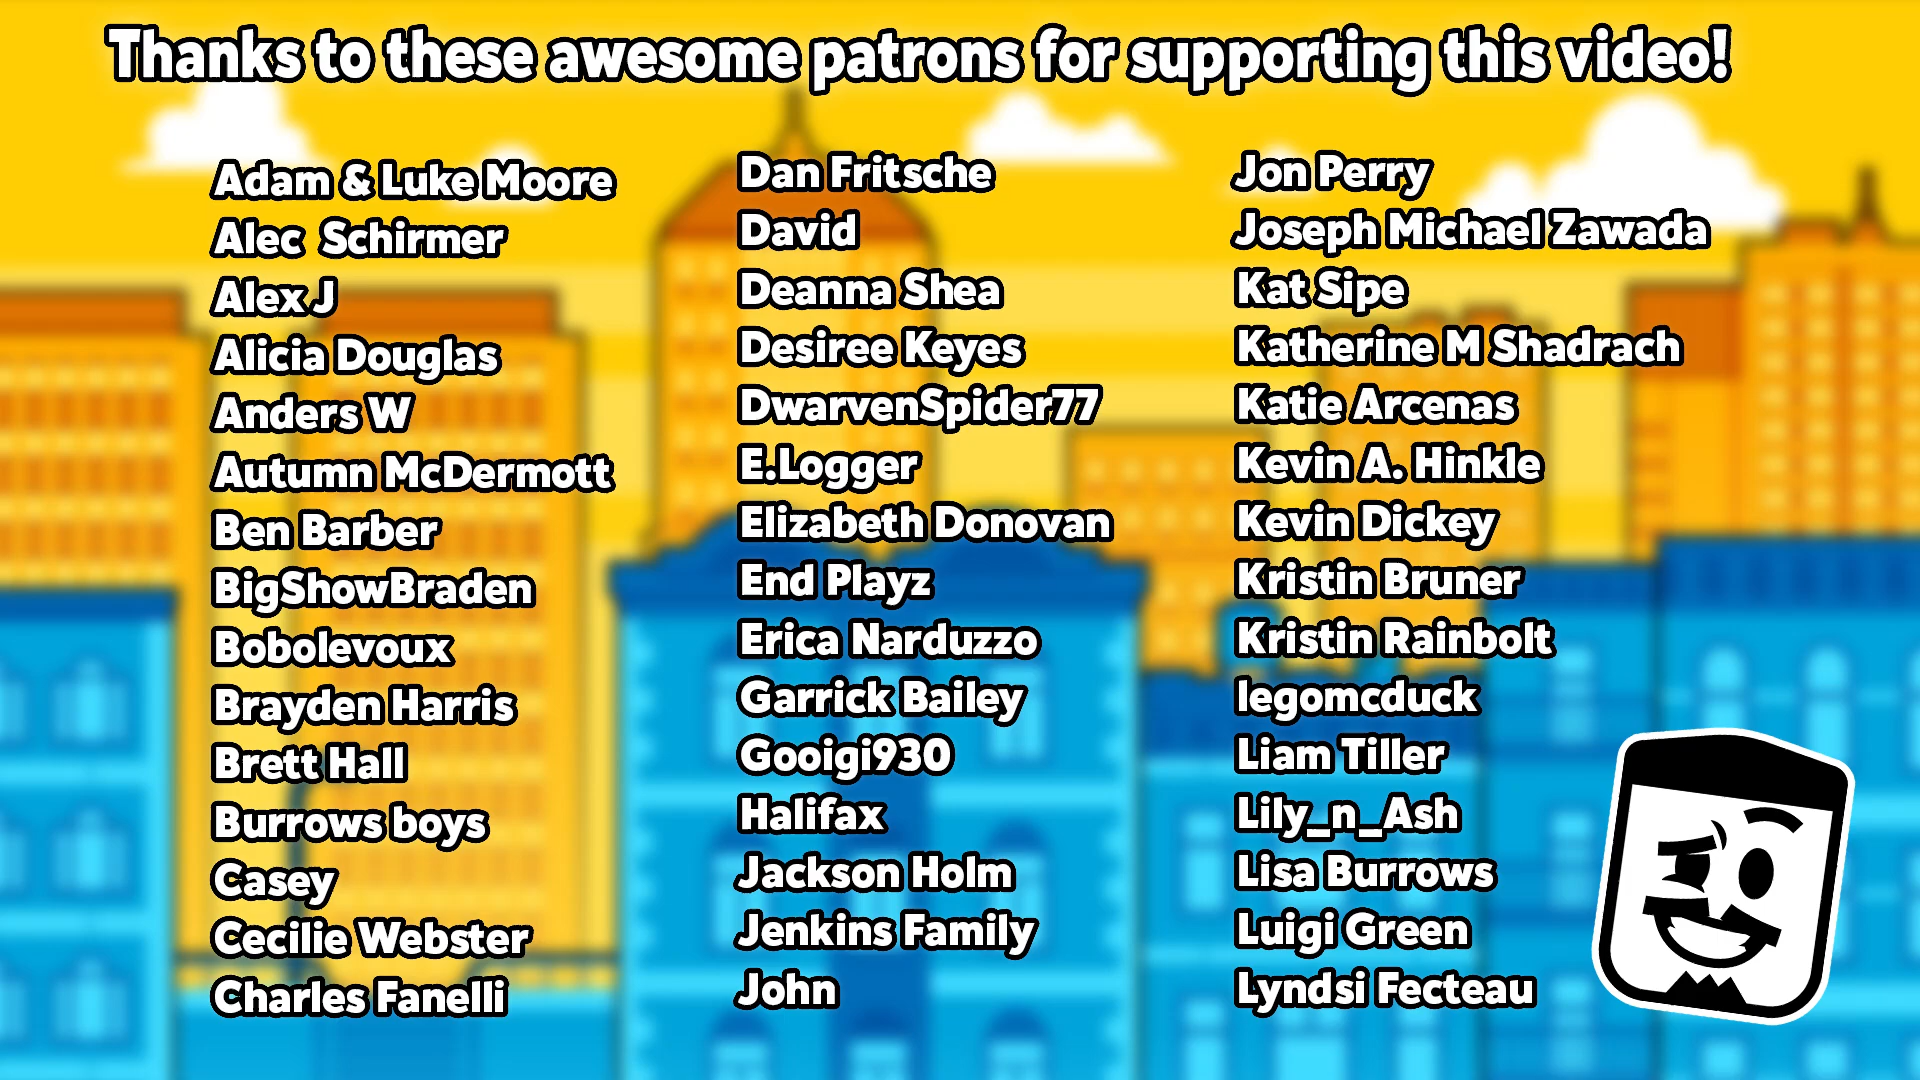 Thanks to these awesome patrons for supporting this video!
Adam & Luke Moore
Alec  Schirmer
Alex J
Alicia Douglas
Anders W
Autumn McDermott
Ben Barber
BigShowBraden
Bobolevoux
Brayden Harris
Brett Hall
Burrows boys
Casey
Cecilie Webster
Charles Fanelli
Dan Fritsche
David
Deanna Shea
Desiree Keyes
DwarvenSpider77
E.Logger
Elizabeth Donovan
End Playz
Erica Narduzzo
Garrick Bailey
Gooigi930
Halifax
Jackson Holm
Jenkins Family
John
Jon Perry
Joseph Michael Zawada
Kat Sipe
Katherine M Shadrach
Katie Arcenas
Kevin A. Hinkle
Kevin Dickey
Kristin Bruner
Kristin Rainbolt
legomcduck
Liam Tiller
Lily_n_Ash
Lisa Burrows
Luigi Green
Lyndsi Fecteau